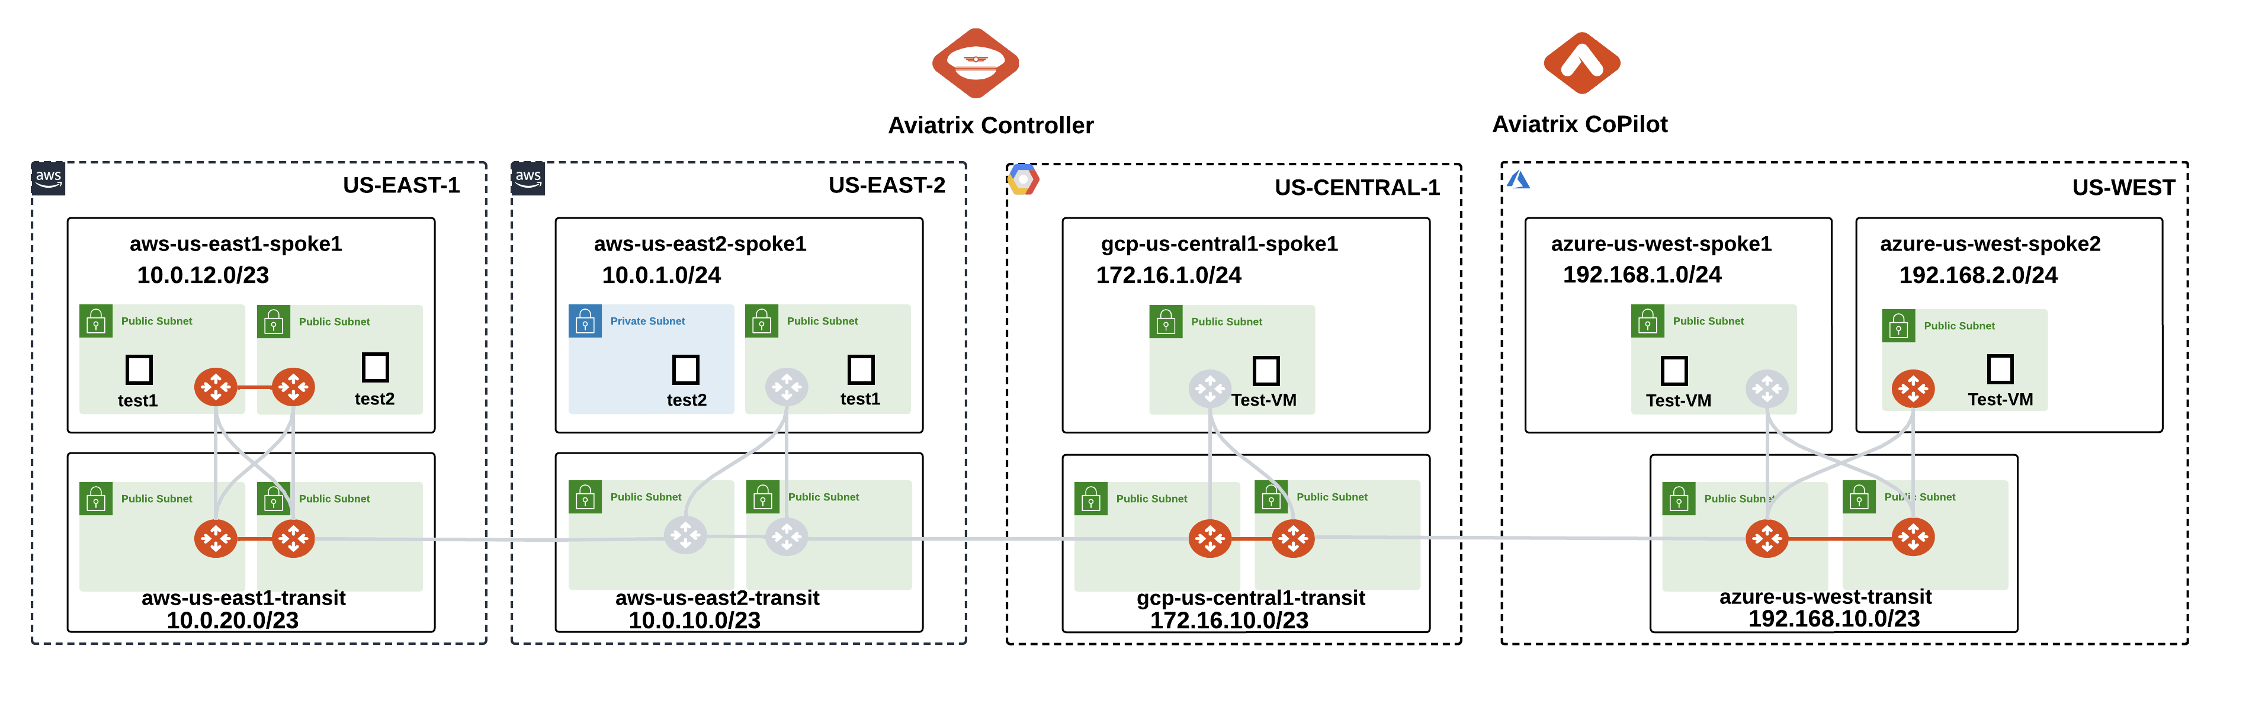 Aviatrix Controller
Aviatrix CoPilot
aws
US-EAST-1
aws-us-east1-spoke1
10.0.12.0/23
Public Subnet
Public Subnet
test1
test2
Public Subnet
Public Subnet
aws-us-east1-transit
10.0.20.0/23
aws
US-EAST-2
aws-us-east2-spoke1
10.0.1.0/24
Private Subnet
Public Subnet
test2
test1
Public Subnet
Public Subnet
aws-us-east2-transit
10.0.10.0/23
US-CENTRAL-1
gcp-us-central1-spoke1
172.16.1.0/24
Public Subnet
Test-VM
Public Subnet
Public Subnet
gcp-us-central1-transit
172.16.10.0/23
US-WEST
azure-us-west-spoke1
192.168.1.0/24
Public Subnet
Test-VM
azure-us-west-spoke2
192.168.2.0/24
Public Subnet
Test-VM
Public Subnet
Public Subnet
azure-us-west-transit
192.168.10.0/23